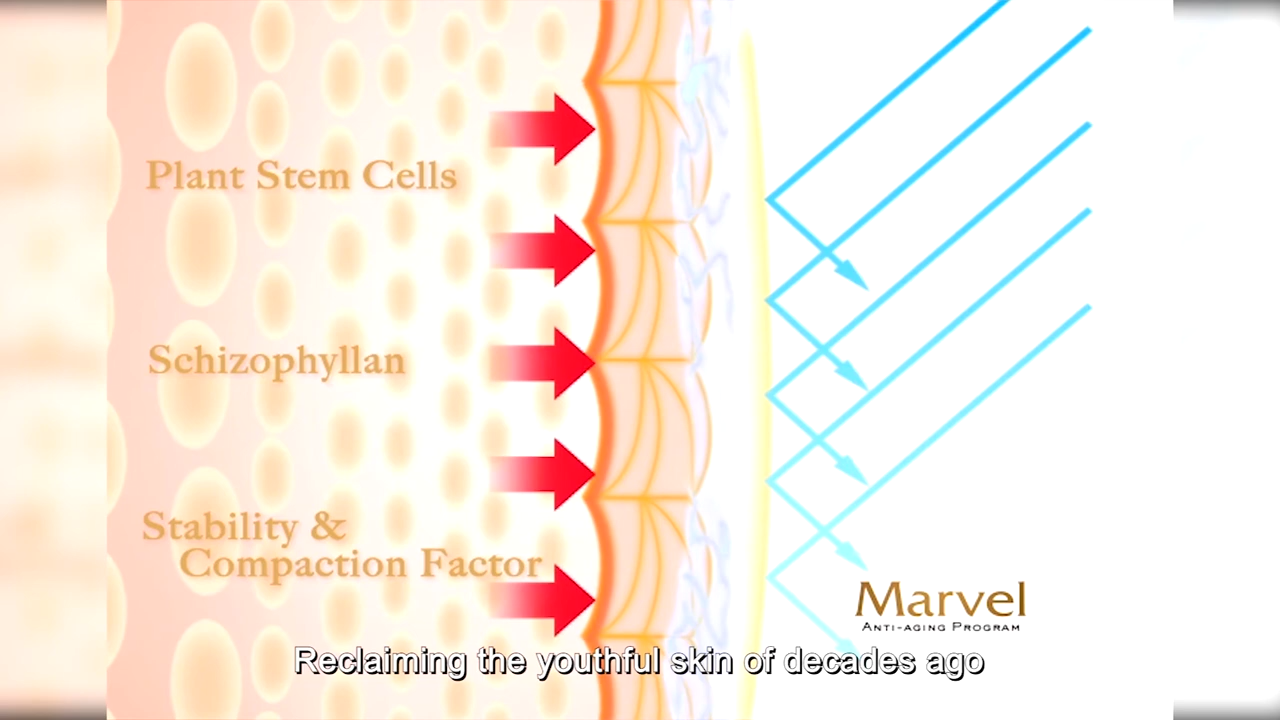 Plant Stem Cells
Schizophyllan
Stability &
Compaction Factor
Marvel
ANTI-AGING PROGRAM
Reclaiming the youthful skin of decades ago